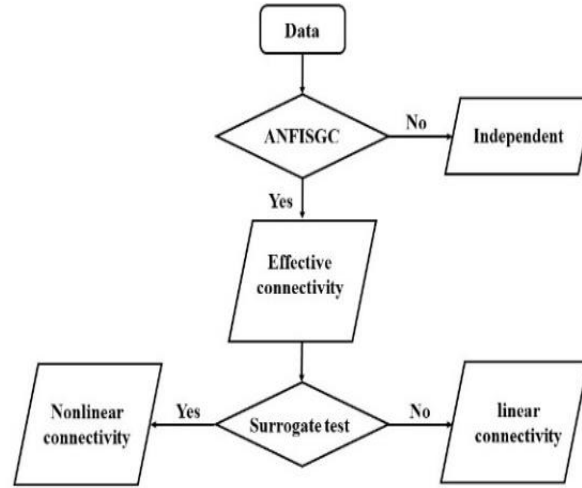 Data
ANFISGC
No
Independent
Yes
Effective
connectivity
Nonlinear
connectivity
Yes
Surrogate test
No
linear
connectivity